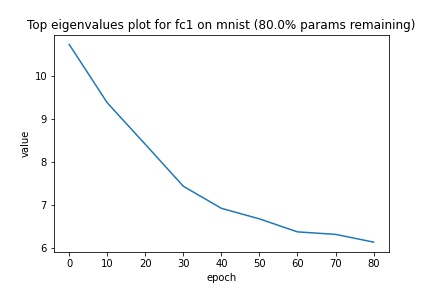 Top eigenvalues plot for fc1 on mnist (80.0% params remaining)
10
9
8
7
6
value
0 10 20 30 40 50 60 70 80
epoch